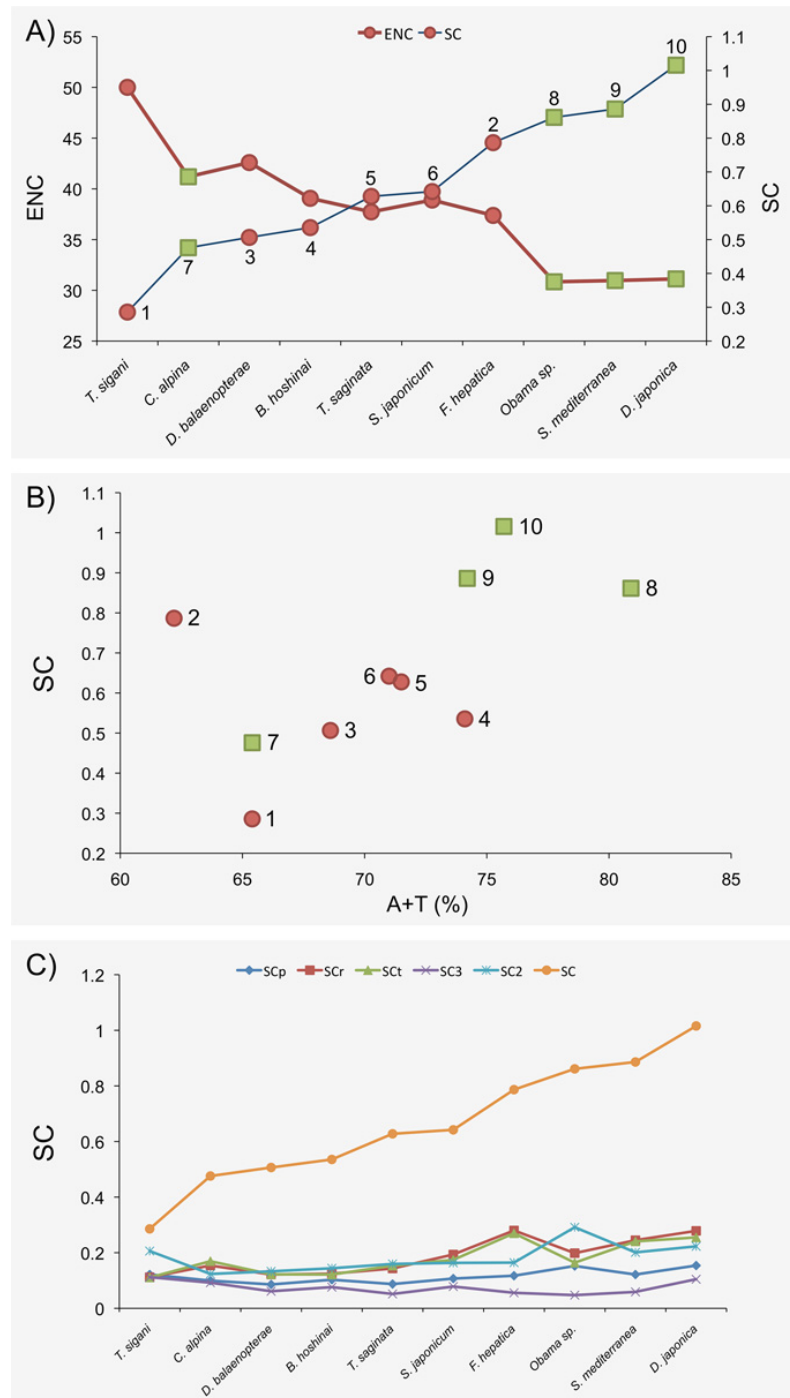 A)
ENC SC
55 1.1
50 1
45 0.9
40 0.8
35 0.7
30 0.6
25 0.5
0.4
0.3
0.2
ENC
SC
1 7 3 4 5 6 2 8 9 10
T. sigani
C. alpina
D. balaenopterae
B. hoshinai
T. saginata
S. japonicum
F. hepatica
Obama sp.
S. mediterranea
D. japonica
B)
1.1
1
0.9
0.8
0.7
0.6
0.5
0.4
0.3
0.2
SC
10
9
8
2
6 5
3 4
7
1
60 65 70 75 80 85
A+T (%)
C)
SCp SCr SCt SC3 SC2 SC
1.2
1
0.8
0.6
0.4
0.2
0
SC
T. sigani
C. alpina
D. balaenopterae
B. hoshinai
T. saginata
S. japonicum
F. hepatica
Obama sp.
S. mediterranea
D. japonica